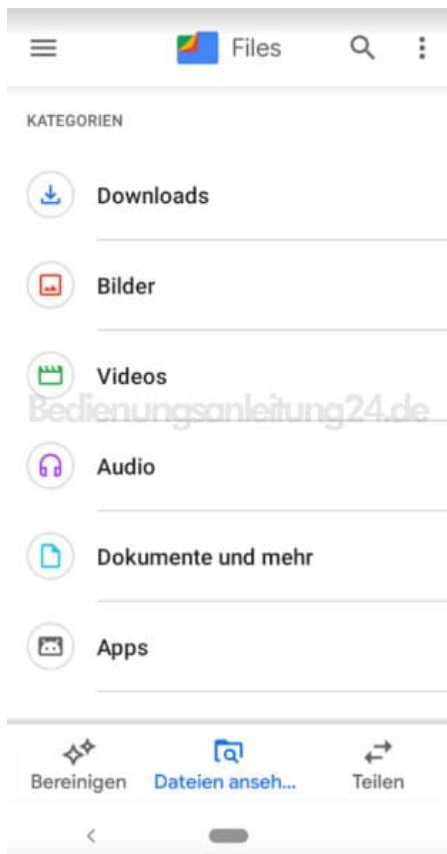 Files
KATEGORIEN
Downloads
Bilder
Videos
Bedienungsanleitung24.de
Audio
Dokumente und mehr
Apps
Bereinigen Dateien anseh... Teilen